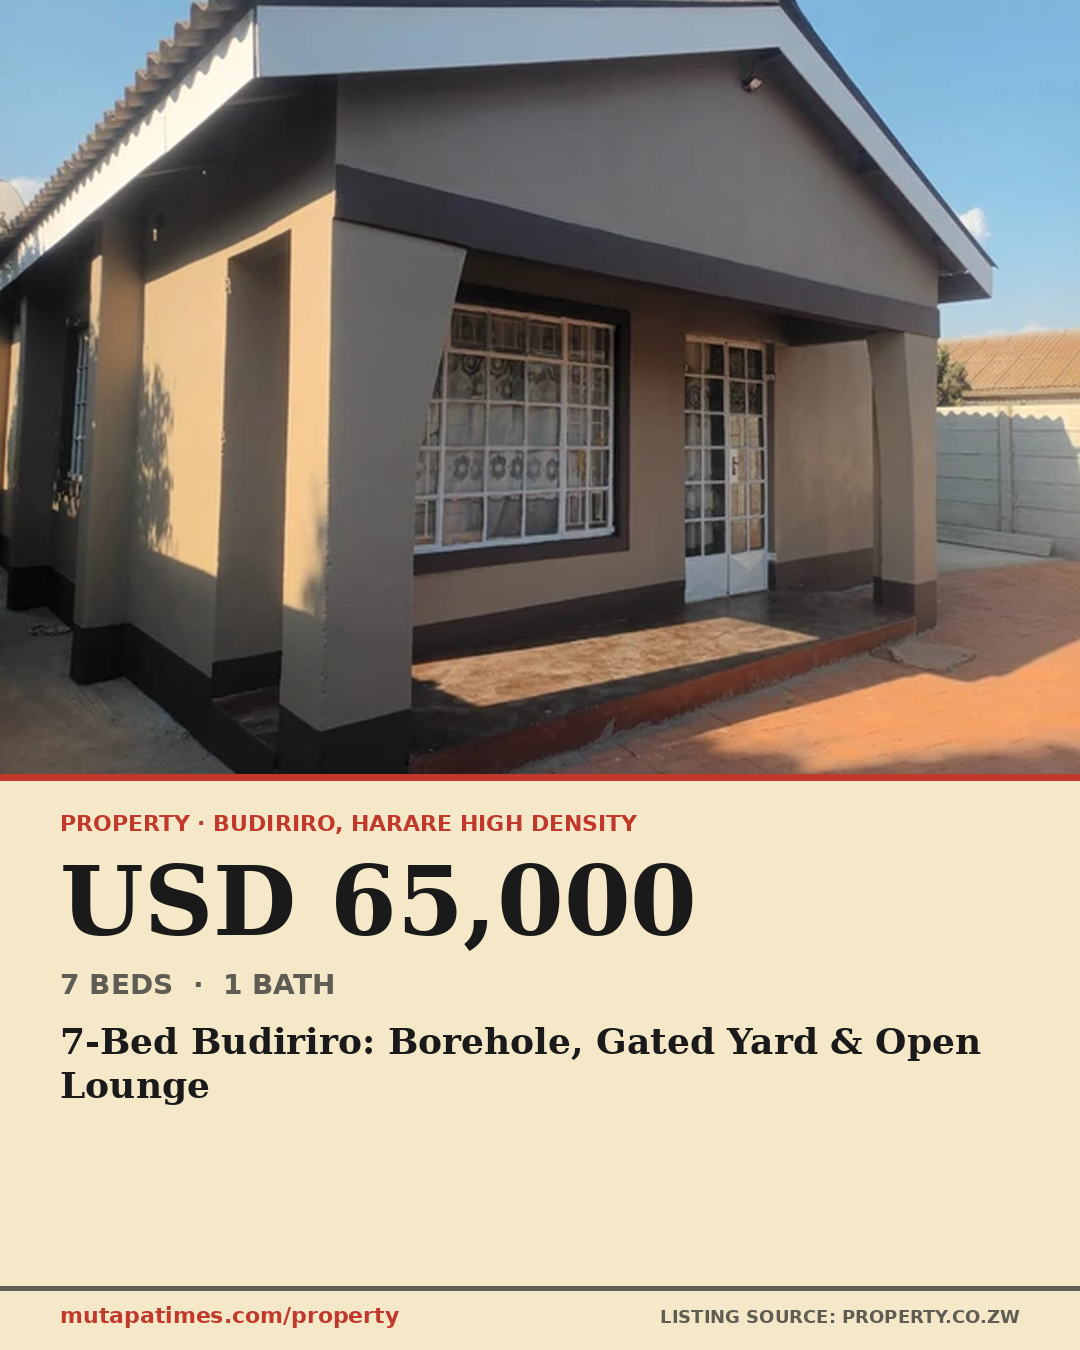 PROPERTY · BUDIRIRO, HARARE HIGH DENSITY
USD 65,000
7 BEDS · 1 BATH
7-Bed Budiriro: Borehole, Gated Yard & Open
Lounge
mutapatimes.com/property
LISTING SOURCE: PROPERTY.CO.ZW